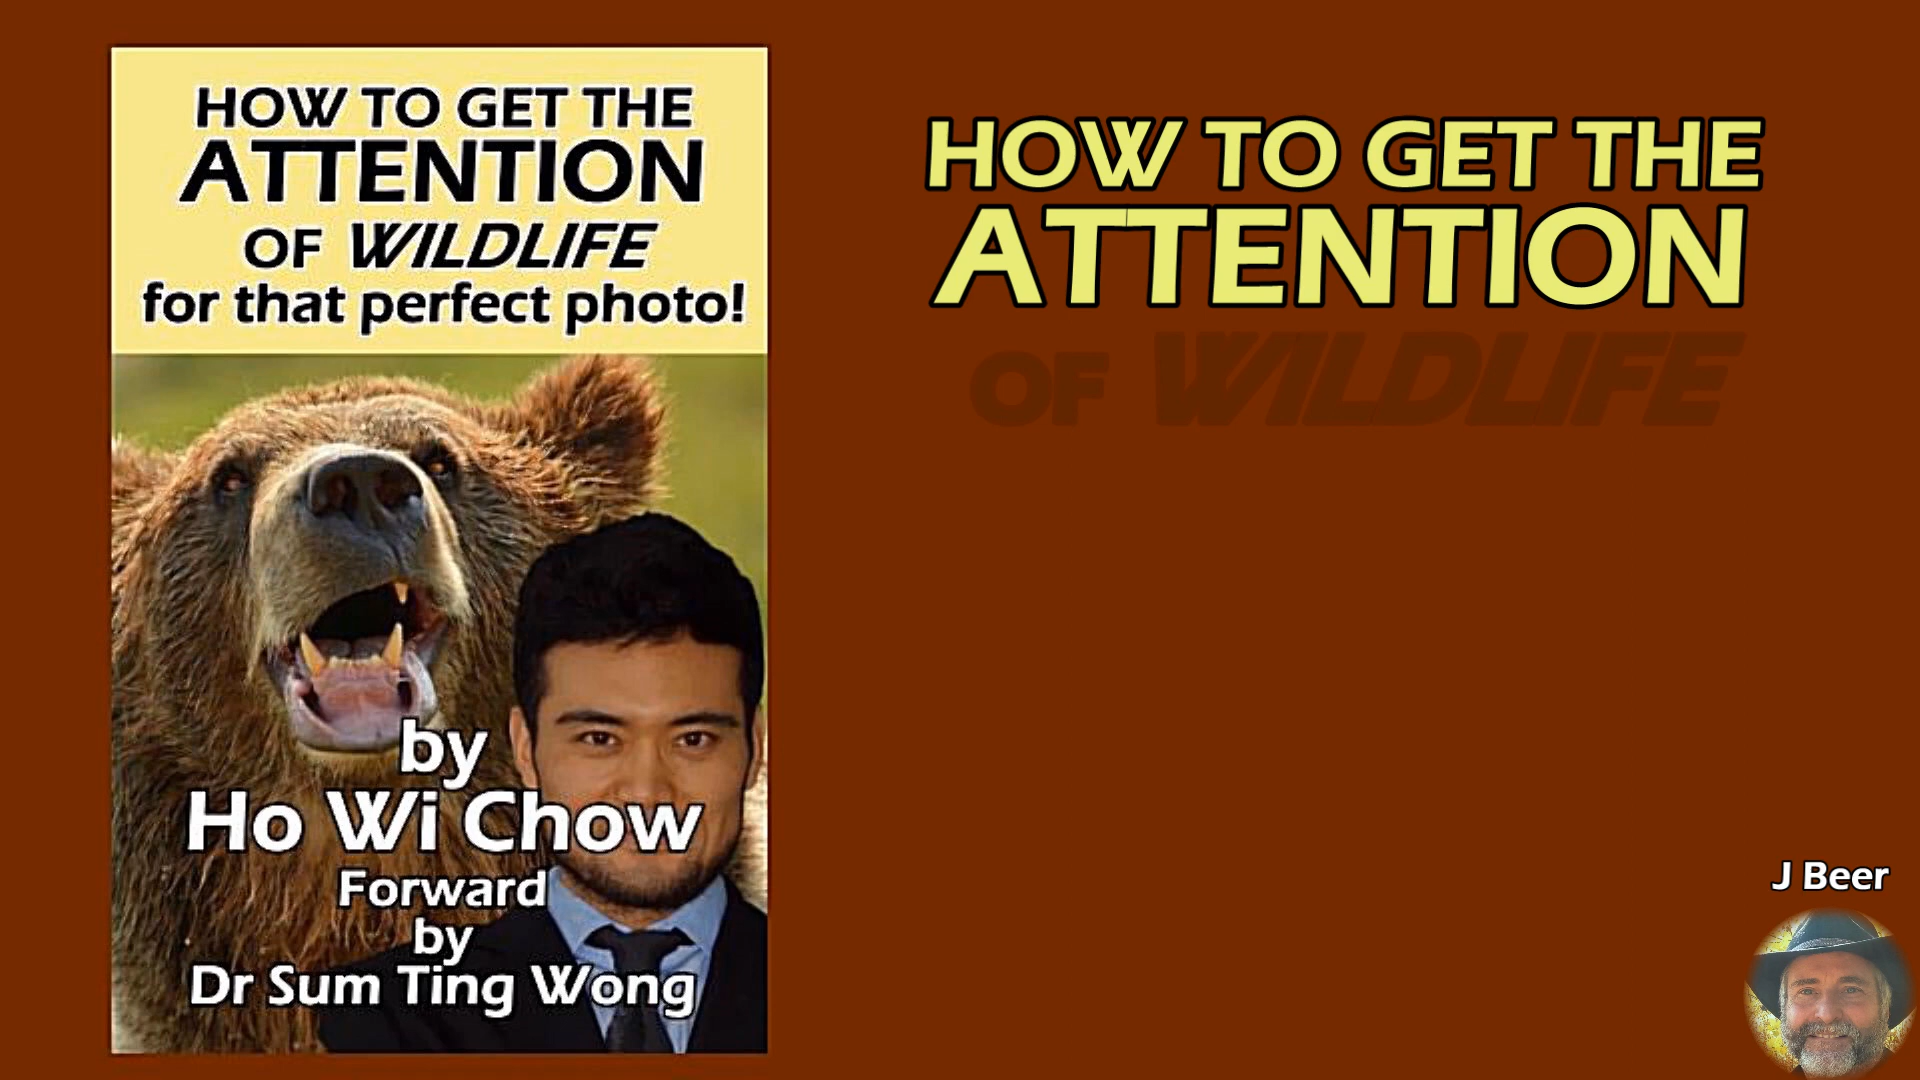 HOW TO GET THE
ATTENTION
OF WILDLIFE
for that perfect photo!
by
Ho Wi Chow
Forward
by
Dr Sum Ting Wong
HOW TO GET THE
ATTENTION
OF WILDLIFE
J Beer